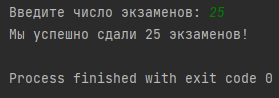 Введите число экзаменов: 25
Мы успешно сдали 25 экзаменов!
Process finished with exit code 0